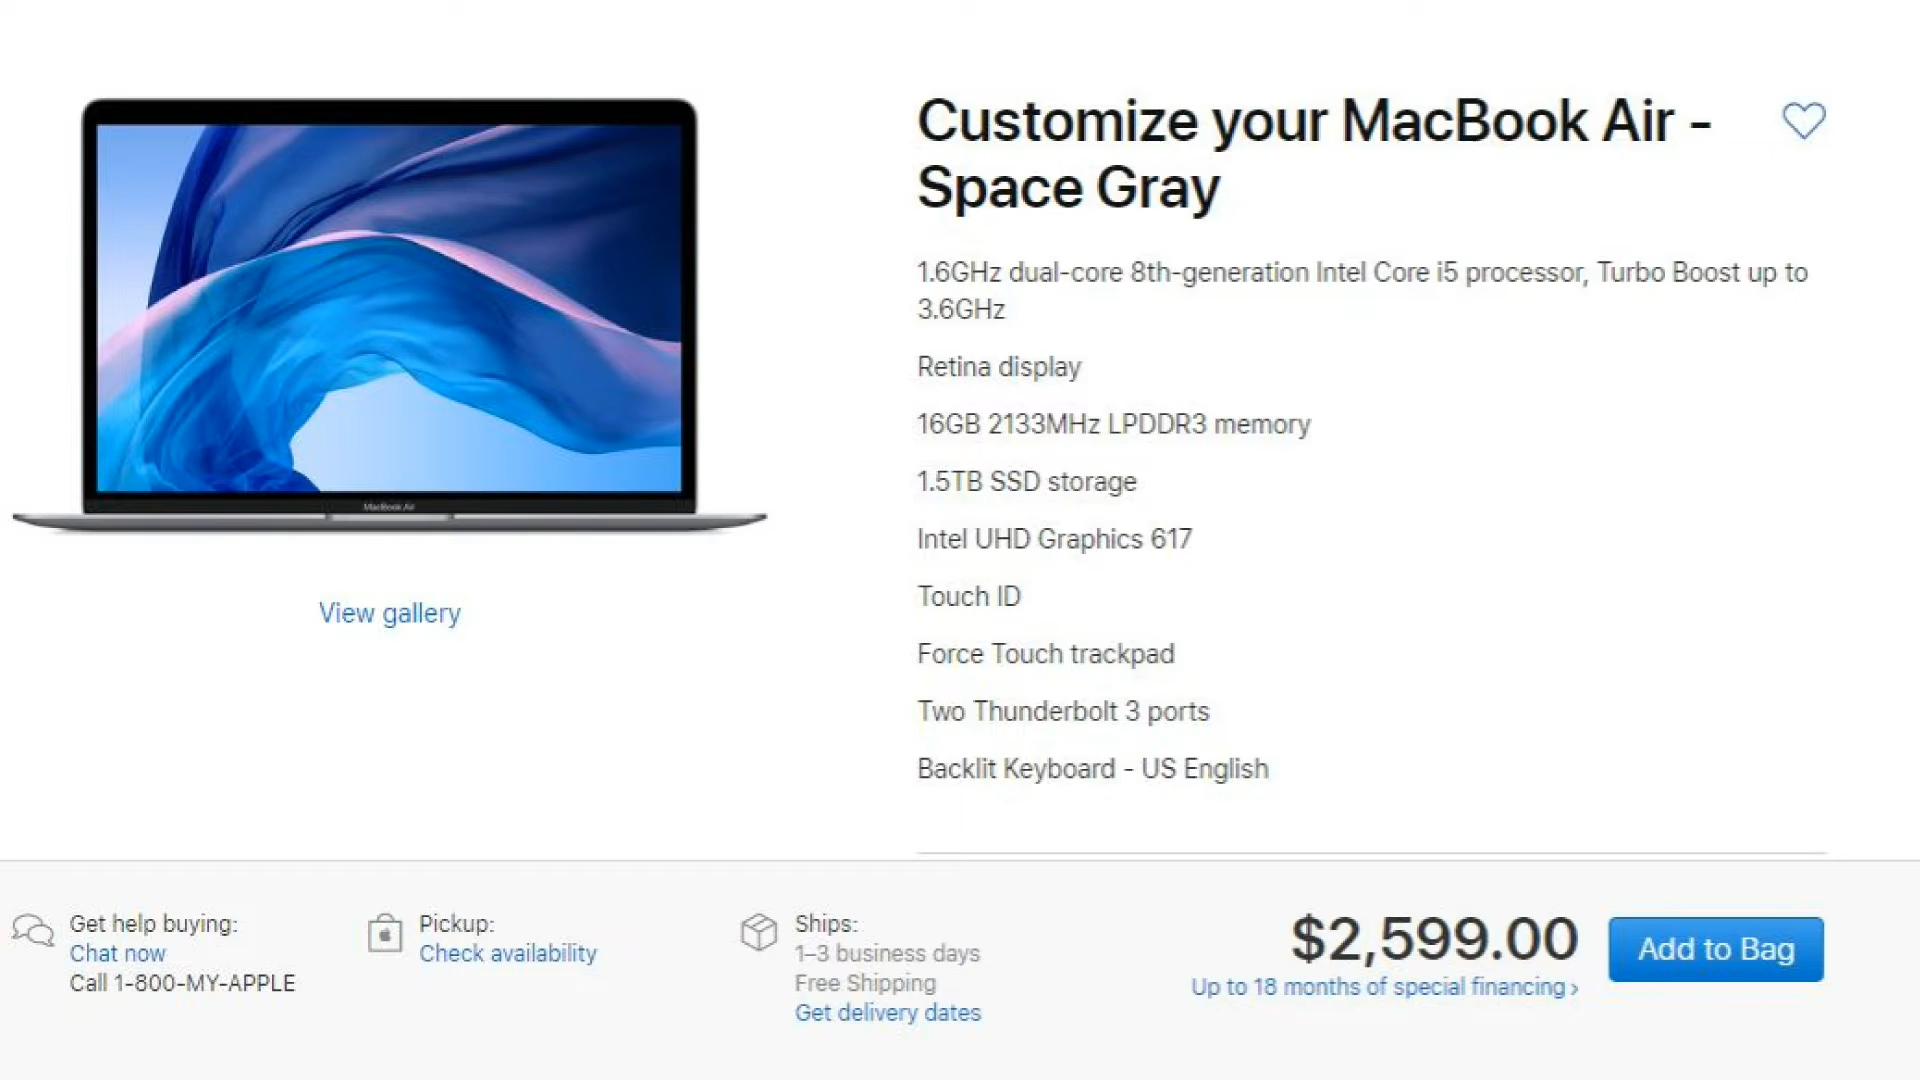 Customize your MacBook Air -
Space Gray
1.6GHz dual-core 8th-generation Intel Core i5 processor, Turbo Boost up to
3.6GHz
Retina display
16GB 2133MHz LPDDR3 memory
1.5TB SSD storage
Intel UHD Graphics 617
Touch ID
Force Touch trackpad
Two Thunderbolt 3 ports
Backlit Keyboard - US English
MacBook Air
View gallery
Get help buying:
Chat now
Call 1-800-MY-APPLE
Pickup:
Check availability
Ships:
1–3 business days
Free Shipping
Get delivery dates
$2,599.00
Up to 18 months of special financing ›
Add to Bag